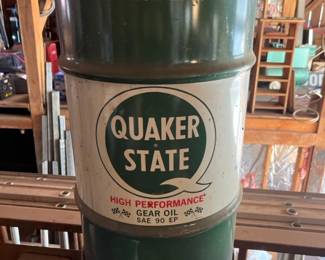 QUAKER
STATE
HIGH PERFORMANCE
GEAR OIL
SAE 90 EP